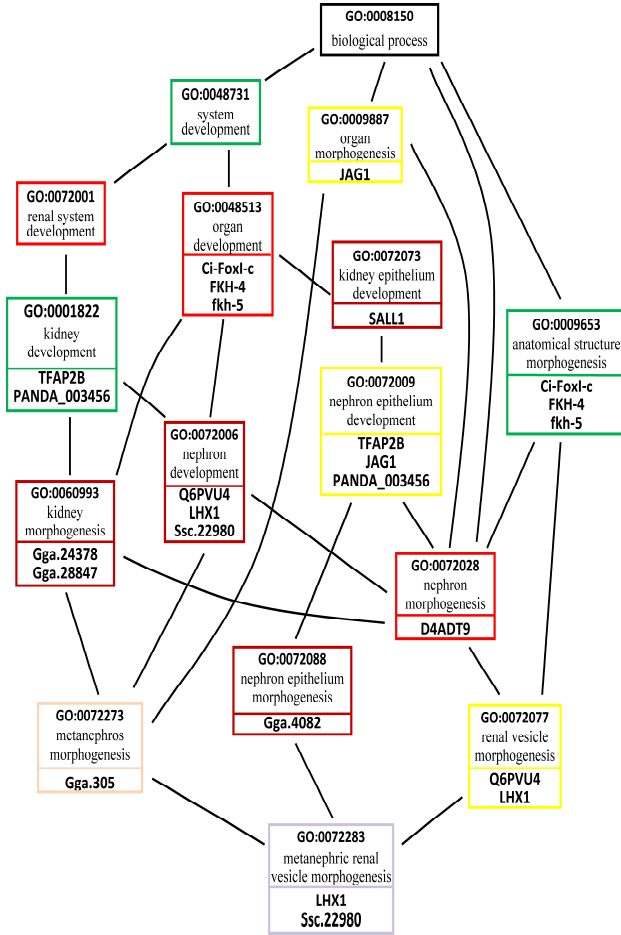 GO:0008150
biological process
GO:0048731
system
development
GO:0009887
organ
morphogenesis
JAG1
GO:0072001
renal system
development
GO:0048513
organ
development
Ci-FoxI-c
FKH-4
fkh-5
GO:0072073
kidney epithelium
development
SALL1
GO:0001822
kidney
development
TFAP2B
PANDA_003456
GO:0009653
anatomical structure
morphogenesis
Ci-FoxI-c
FKH-4
fkh-5
GO:0072009
nephron epithelium
development
TFAP2B
JAG1
PANDA_003456
GO:0072006
nephron
development
Q6PVU4
LHX1
Ssc.22980
GO:0060993
kidney
morphogenesis
Gga.24378
Gga.28847
GO:0072028
nephron
morphogenesis
D4ADT9
GO:0072088
nephron epithelium
morphogenesis
Gga.4082
GO:0072273
metanephros
morphogenesis
Gga.305
GO:0072077
renal vesicle
morphogenesis
Q6PVU4
LHX1
GO:0072283
metanephric renal
vesicle morphogenesis
LHX1
Ssc.22980